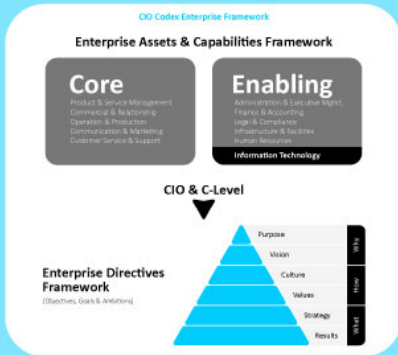 CIO Codex Enterprise Framework
Enterprise Assets & Capabilities Framework
Core
Product & Service Management
Commercial & Relationship
Operation & Production
Communication & Marketing
Customer Service & Support
Enabling
Administration & Executive Mgmt.
Finance & Accounting
Legal & Compliance
Infrastructure & Facilities
Human Resources
Information Technology
CIO & C-Level
Enterprise Directives
Framework
(Objectives, Goals & Ambitions)
Purpose
Vision
Culture
Values
Strategy
Results
Why
How
What